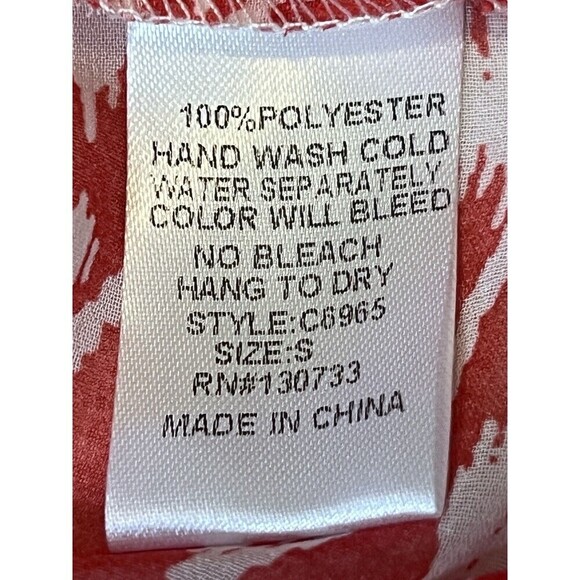 100%POLYESTER
HAND WASH COLD
WATER SEPARATELY
COLOR WILL BLEED
NO BLEACH
HANG TO DRY
STYLE:C6965
SIZE:S
RN#130733
MADE IN CHINA